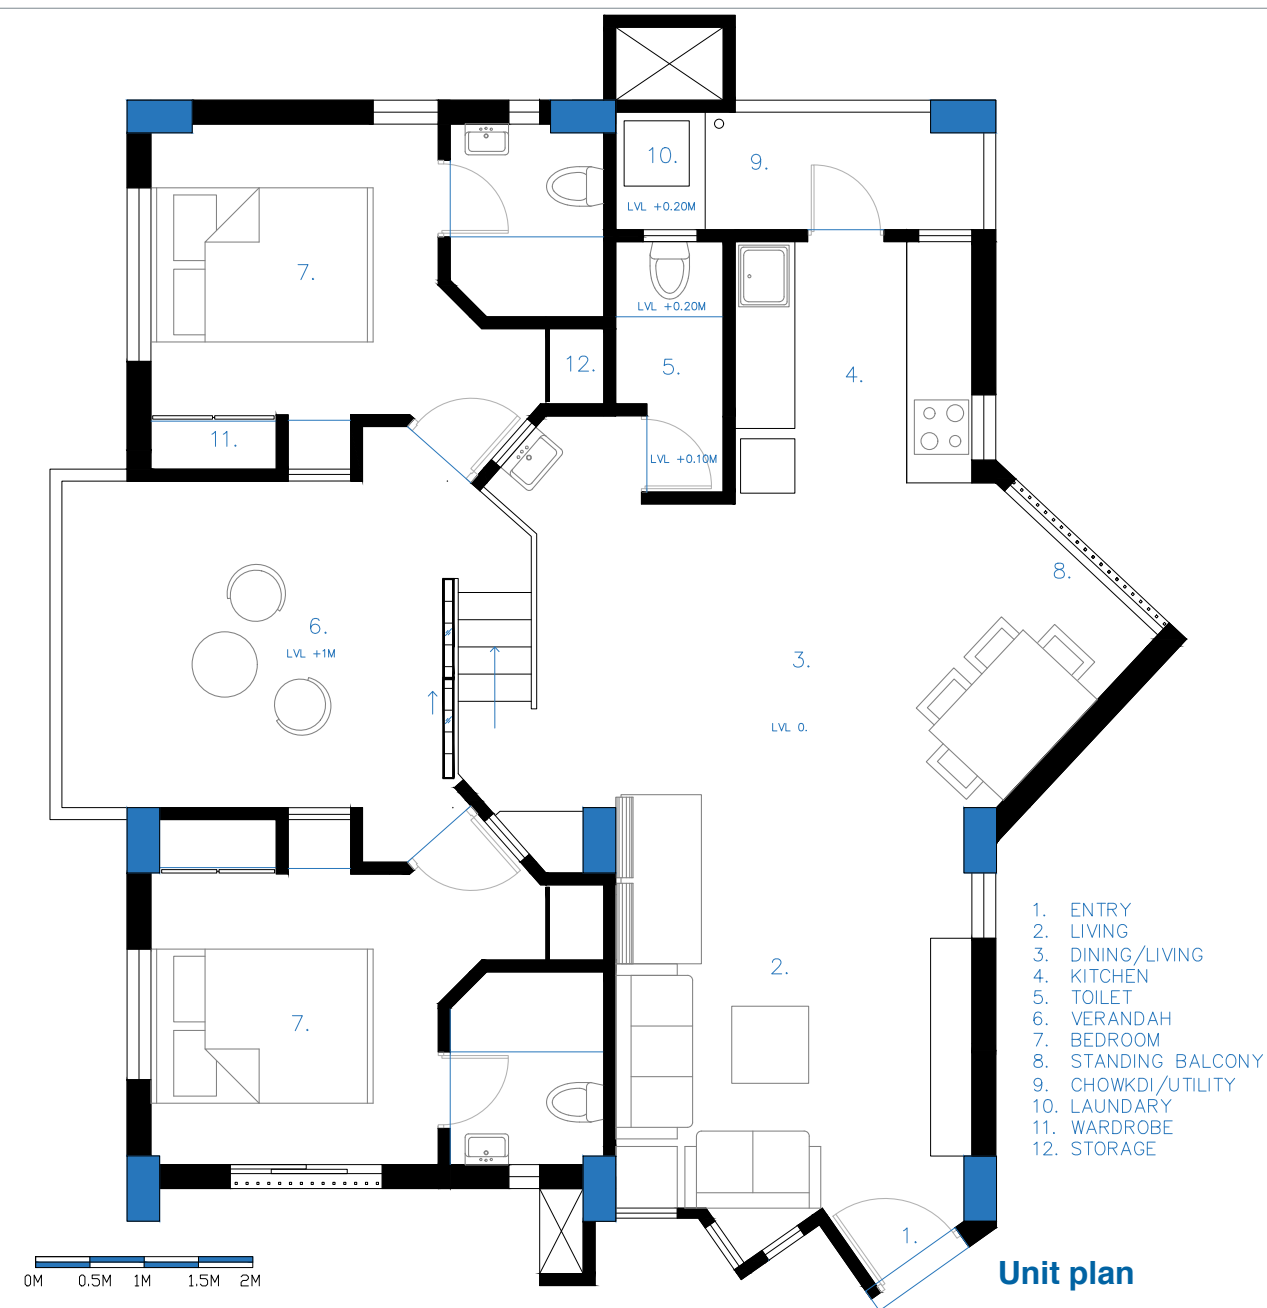 10.
9.
LVL +0.20M
7.
LVL +0.20M
12.
5.
4.
11.
LVL +0.10M
8.
6.
LVL +1M
3.
LVL 0.
2.
7.
1. ENTRY
2. LIVING
3. DINING/LIVING
4. KITCHEN
5. TOILET
6. VERANDAH
7. BEDROOM
8. STANDING BALCONY
9. CHOWKDI/UTILITY
10. LAUNDARY
11. WARDROBE
12. STORAGE
1.
Unit plan
0M 0.5M 1M 1.5M 2M